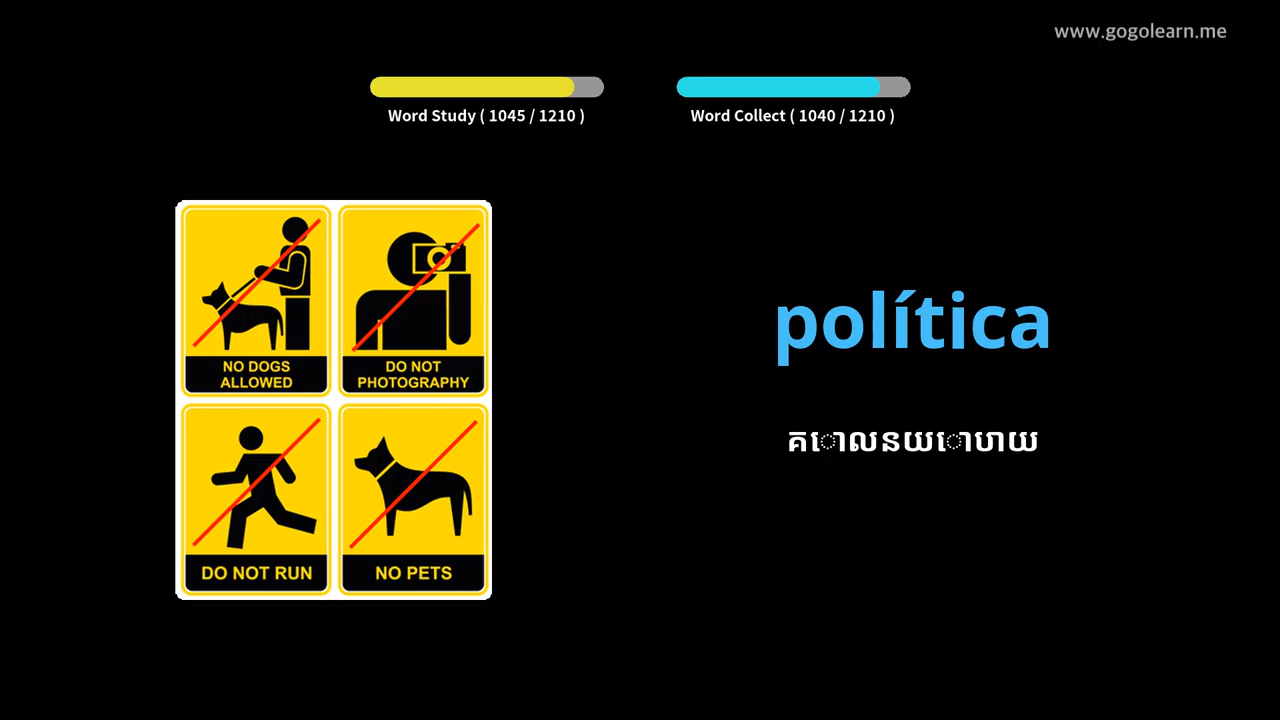 www.gogolearn.me
Word Study ( 1045 / 1210 )
Word Collect ( 1040 / 1210 )
NO DOGS
ALLOWED
DO NOT
PHOTOGRAPHY
DO NOT RUN
NO PETS
política
គោលនយោបាយ